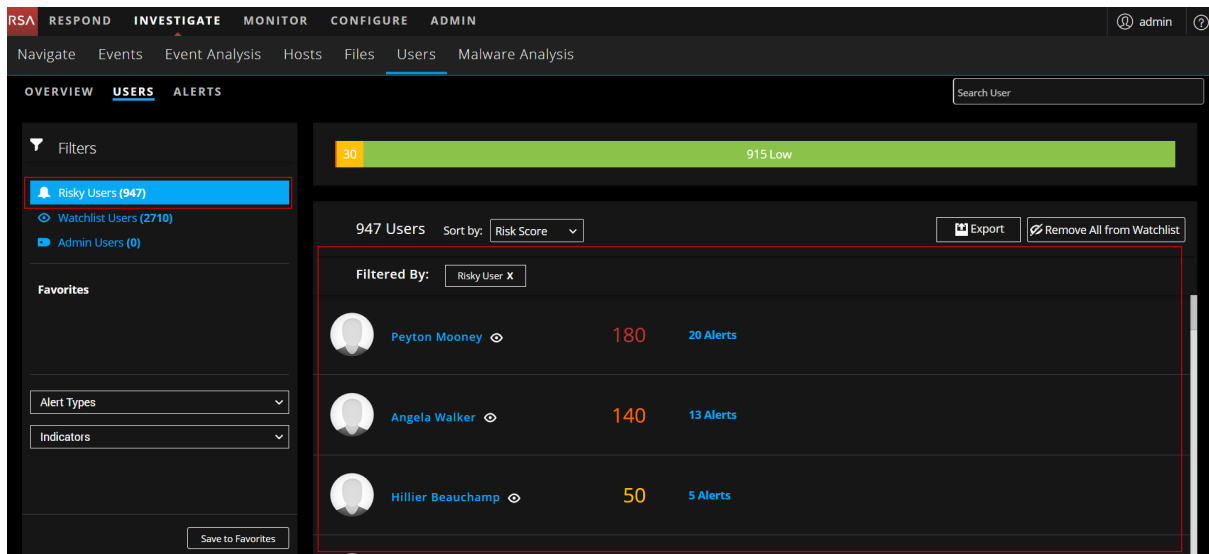 RSA RESPOND INVESTIGATE MONITOR CONFIGURE ADMIN admin
Navigate Events Event Analysis Hosts Files Users Malware Analysis
OVERVIEW USERS ALERTS Search User
Filters
Risky Users (947)
Watchlist Users (2710)
Admin Users (0)
Favorites
Alert Types
Indicators
Save to Favorites
30 915 Low
947 Users Sort by: Risk Score Export Remove All from Watchlist
Filtered By: Risky User X
Peyton Mooney 180 20 Alerts
Angela Walker 140 13 Alerts
Hillier Beauchamp 50 5 Alerts